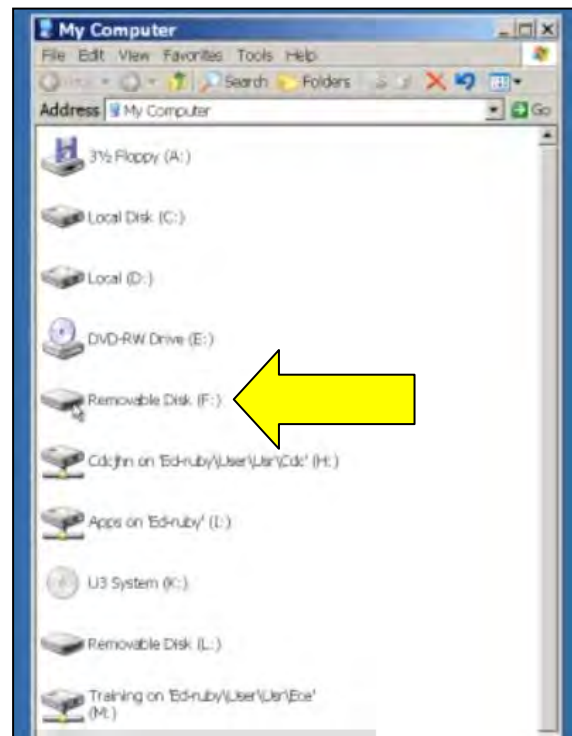 My Computer
File Edit View Favorites Tools Help
Search Folders
Address My Computer Go
3½ Floppy (A:)
Local Disk (C:)
Local (D:)
DVD-RW Drive (E:)
Removable Disk (F:)
Cdcjhn on 'Ed-ruby\User\Usr\Cdc' (H:)
Apps on 'Ed-ruby' (I:)
U3 System (K:)
Removable Disk (L:)
Training on 'Ed-ruby\User\Usr\Ece'
(M:)